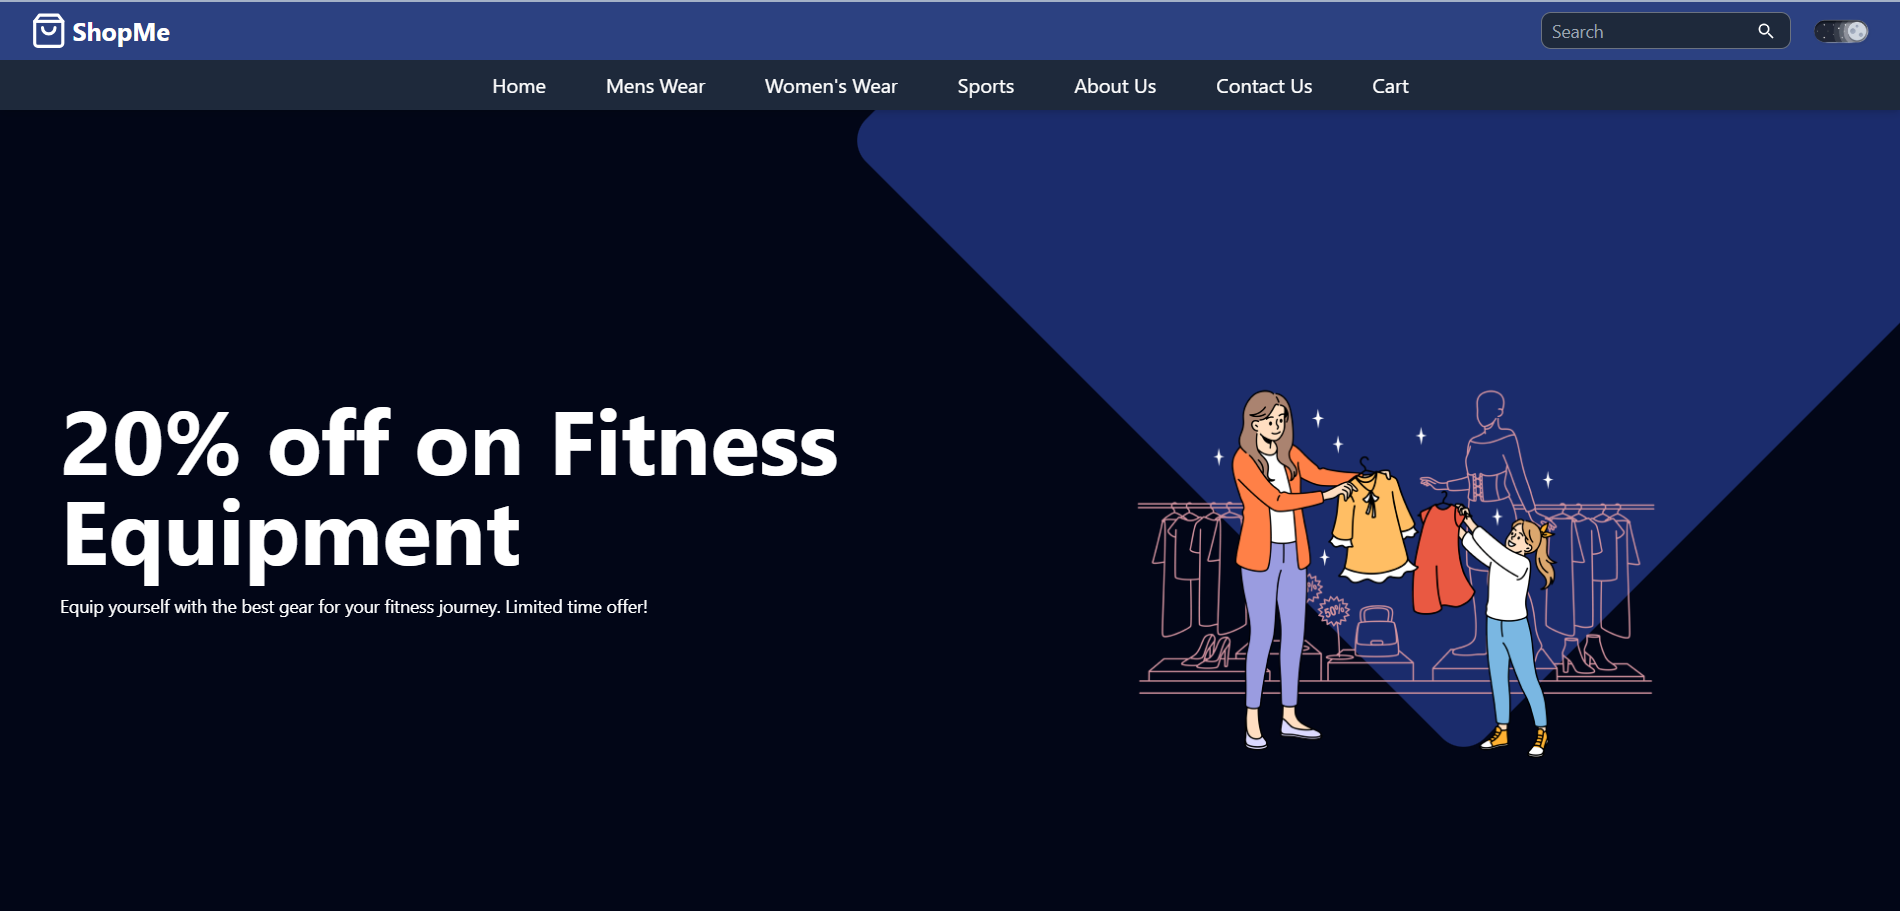 ShopMe
Search
Home Mens Wear Women's Wear Sports About Us Contact Us Cart
20% off on Fitness
Equipment
Equip yourself with the best gear for your fitness journey. Limited time offer!
50%